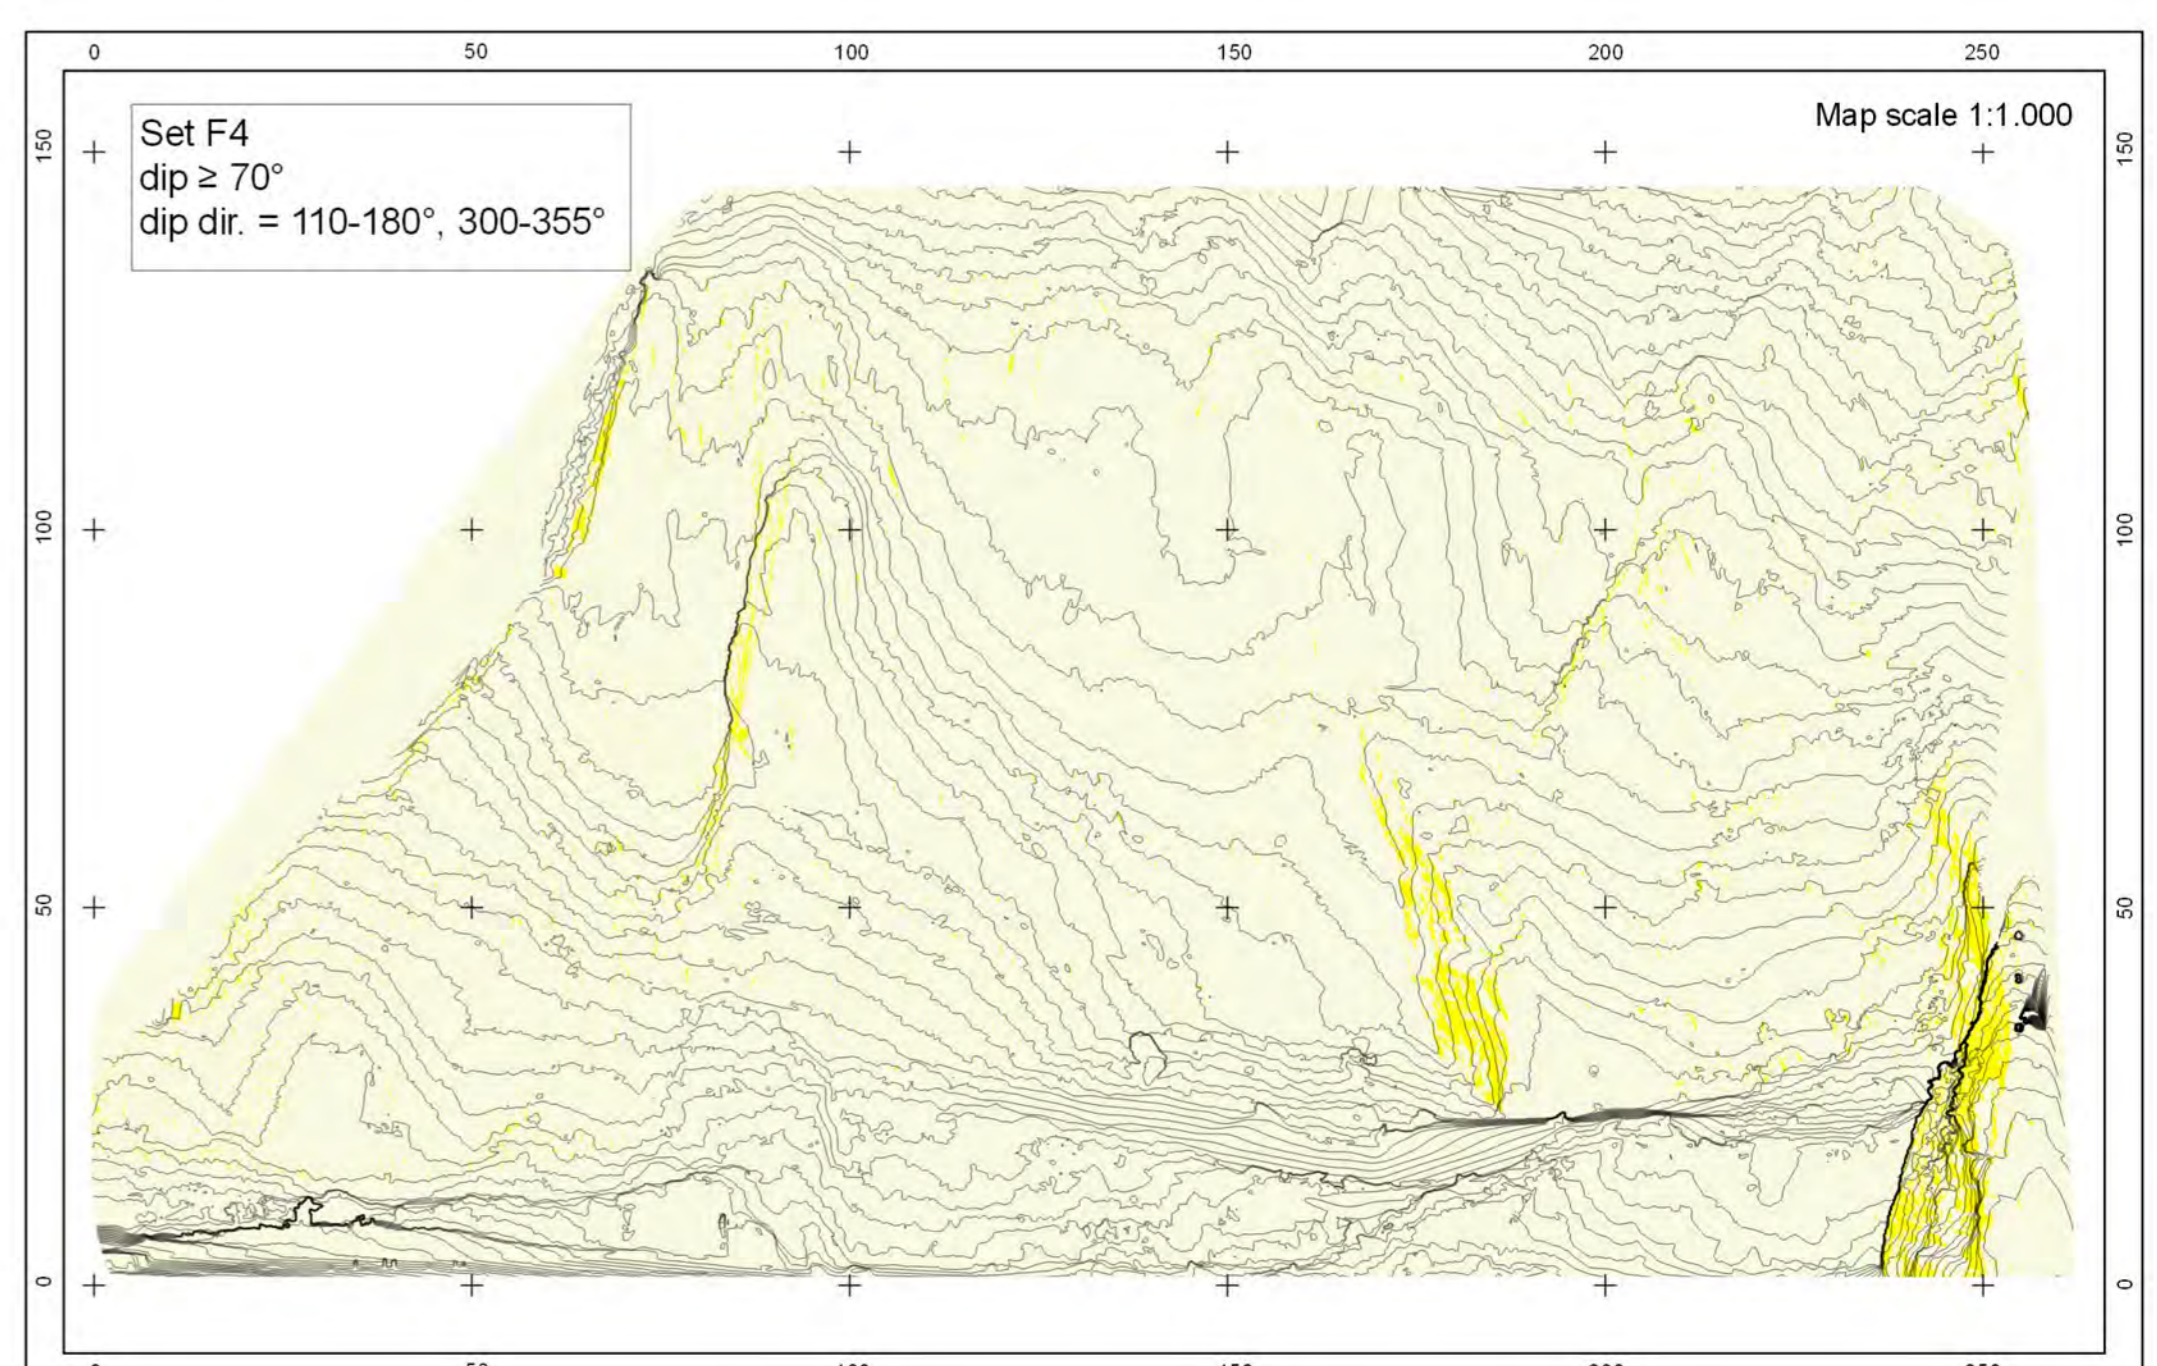 0 50 100 150 200 250
Set F4
dip ≥ 70°
dip dir. = 110-180°, 300-355°
Map scale 1:1.000
150 150
100 100
50 50
0 0